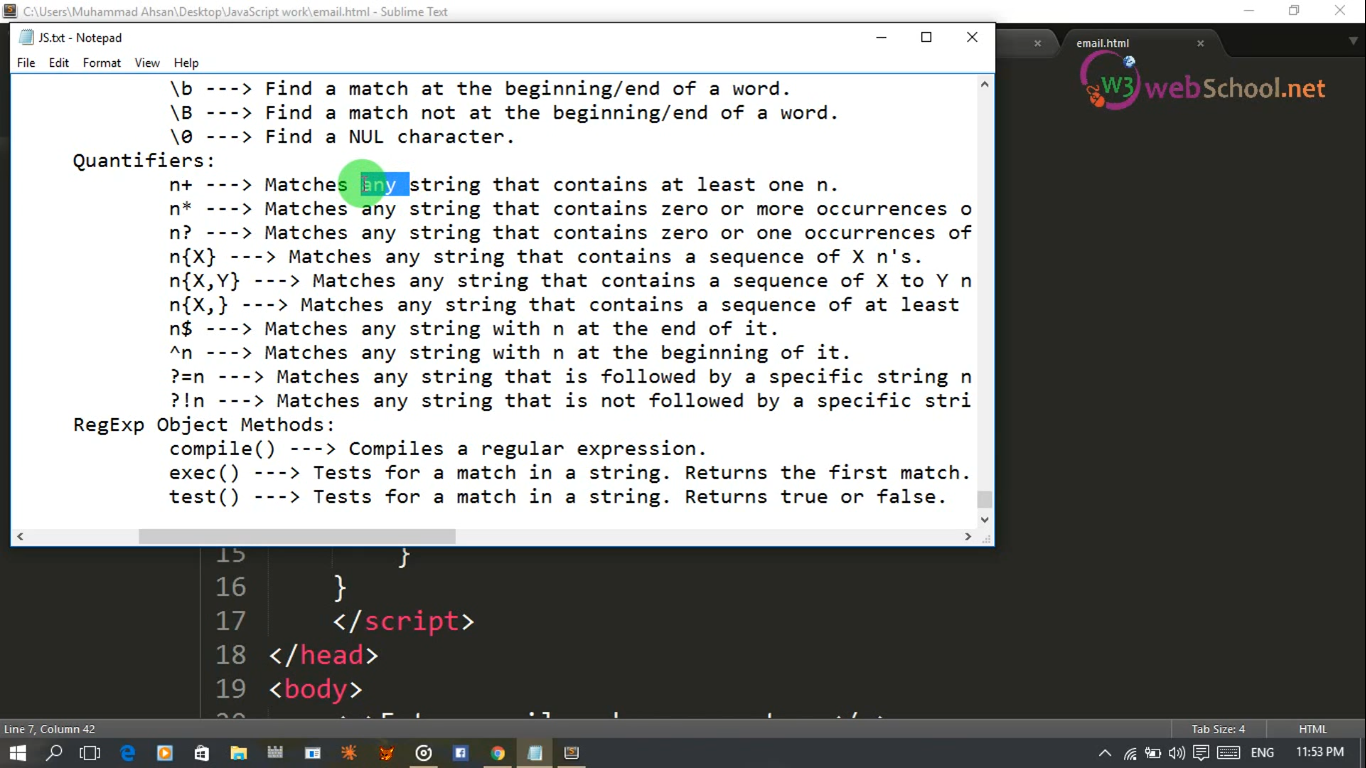 C:\Users\Muhammad Ahsan\Desktop\JavaScript work\email.html - Sublime Text
JS.txt - Notepad
email.html
File Edit Format View Help
W3 webSchool.net
\b ---> Find a match at the beginning/end of a word.
\B ---> Find a match not at the beginning/end of a word.
\0 ---> Find a NUL character.
Quantifiers:
n+ ---> Matches any string that contains at least one n.
n* ---> Matches any string that contains zero or more occurrences o
n? ---> Matches any string that contains zero or one occurrences of
n{X} ---> Matches any string that contains a sequence of X n's.
n{X,Y} ---> Matches any string that contains a sequence of X to Y n
n{X,} ---> Matches any string that contains a sequence of at least
n$ ---> Matches any string with n at the end of it.
^n ---> Matches any string with n at the beginning of it.
?=n ---> Matches any string that is followed by a specific string n
?!n ---> Matches any string that is not followed by a specific stri
RegExp Object Methods:
compile() ---> Compiles a regular expression.
exec() ---> Tests for a match in a string. Returns the first match.
test() ---> Tests for a match in a string. Returns true or false.
15 }
16 }
17 </script>
18 </head>
19 <body>
Line 7, Column 42 Tab Size: 4 HTML
ENG 11:53 PM